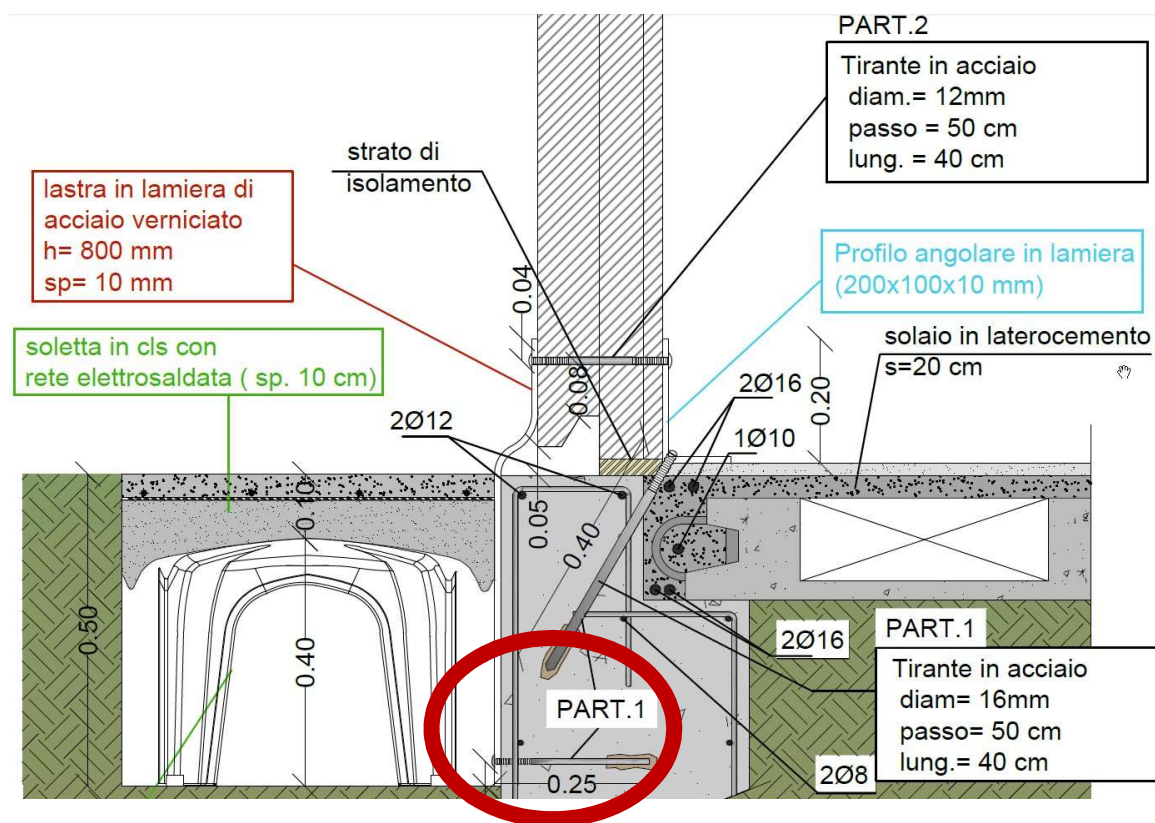 PART.2
Tirante in acciaio
diam.= 12mm
passo = 50 cm
lung. = 40 cm
strato di
isolamento
lastra in lamiera di
acciaio verniciato
h= 800 mm
sp= 10 mm
Profilo angolare in lamiera
(200x100x10 mm)
0.04
soletta in cls con
rete elettrosaldata ( sp. 10 cm)
solaio in laterocemento
s=20 cm
0.08
0.20
2Ø16
2Ø12
1Ø10
0.10
0.05
0.40
0.50
0.40
2Ø16
PART.1
Tirante in acciaio
diam= 16mm
passo= 50 cm
lung.= 40 cm
PART.1
2Ø8
0.25